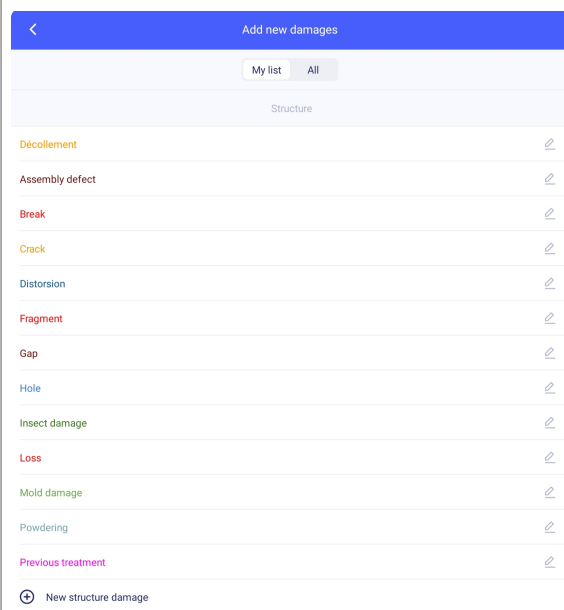 Add new damages
My list All
Structure
Décollement
Assembly defect
Break
Crack
Distorsion
Fragment
Gap
Hole
Insect damage
Loss
Mold damage
Powdering
Previous treatment
New structure damage